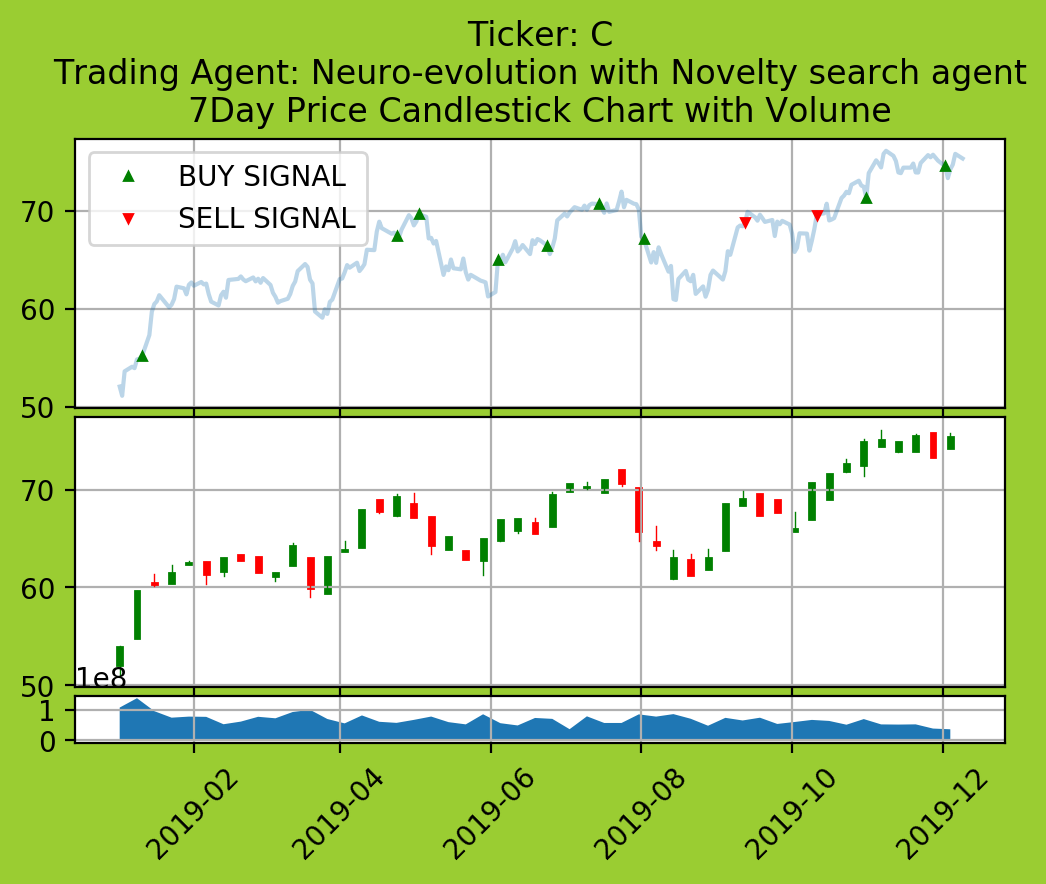 Ticker: C
Trading Agent: Neuro-evolution with Novelty search agent
7Day Price Candlestick Chart with Volume
BUY SIGNAL
SELL SIGNAL
70
60
50
70
60
50
1e8
1
0
2019-02
2019-04
2019-06
2019-08
2019-10
2019-12